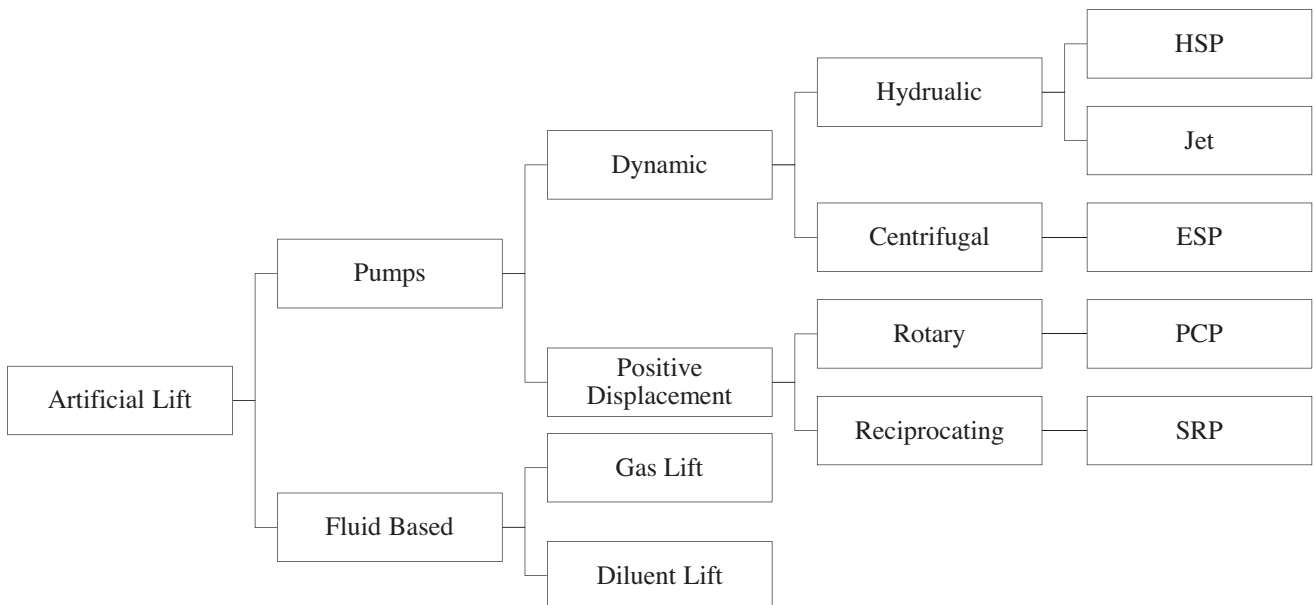 HSP
Hydrualic
Jet
Dynamic
Centrifugal
ESP
Pumps
Rotary
PCP
Positive
Displacement
Artificial Lift
Reciprocating
SRP
Gas Lift
Fluid Based
Diluent Lift